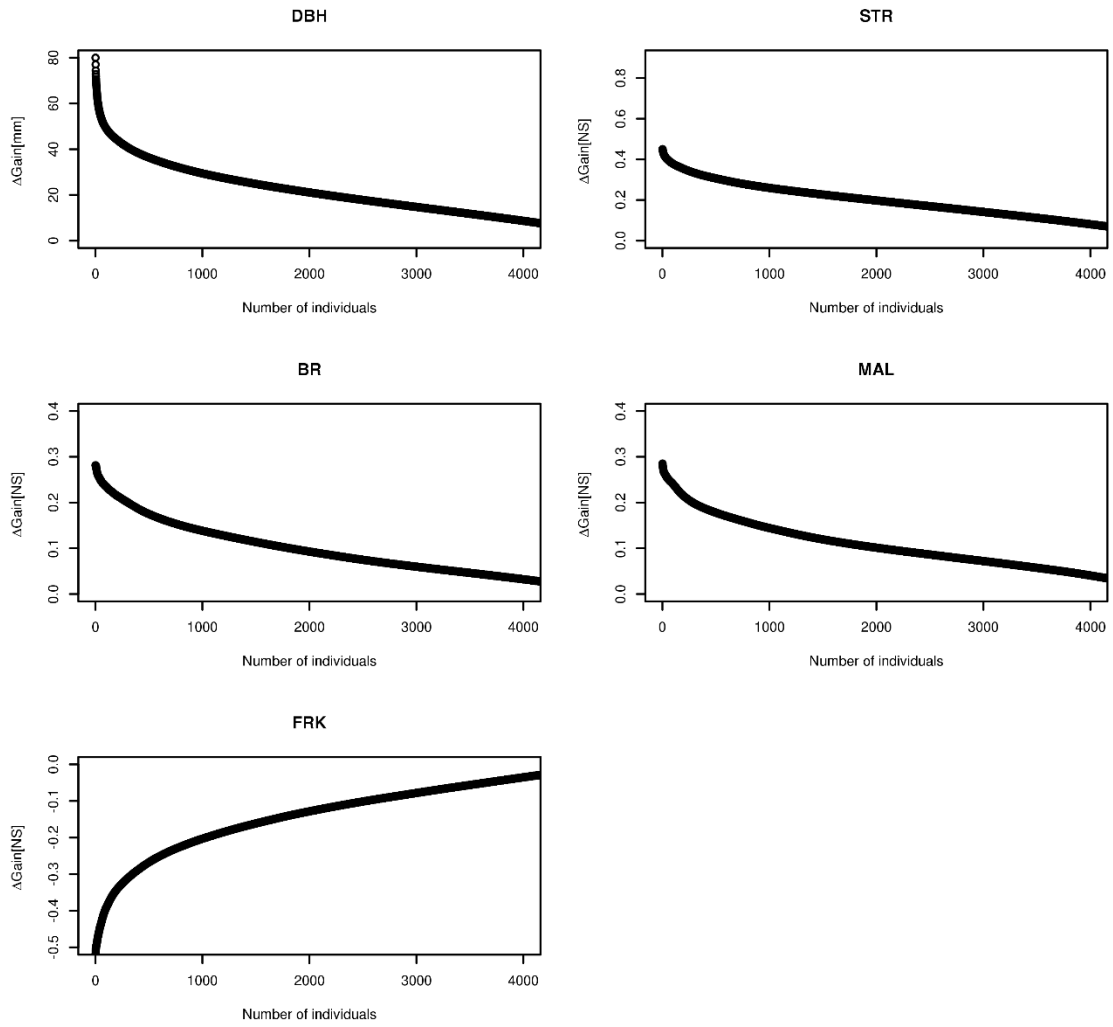 DBH
ΔGain[mm]
80
60
40
20
0
0 1000 2000 3000 4000
Number of individuals
STR
ΔGain[NS]
0.8
0.6
0.4
0.2
0.0
0 1000 2000 3000 4000
Number of individuals
BR
ΔGain[NS]
0.4
0.3
0.2
0.1
0.0
0 1000 2000 3000 4000
Number of individuals
MAL
ΔGain[NS]
0.4
0.3
0.2
0.1
0.0
0 1000 2000 3000 4000
Number of individuals
FRK
ΔGain[NS]
0.0
-0.1
-0.2
-0.3
-0.4
-0.5
0 1000 2000 3000 4000
Number of individuals